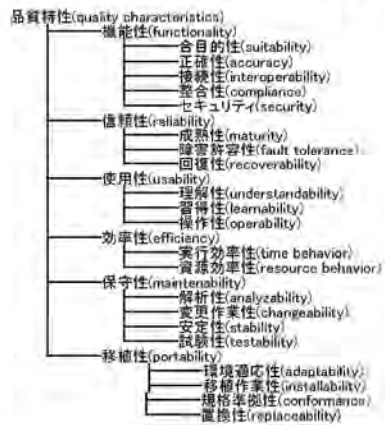 品質特性(quality characteristics)
機能性(functionality)
合目的性(suitability)
正確性(accuracy)
接続性(interoperability)
整合性(compliance)
セキュリティ(security)
信頼性(reliability)
成熟性(maturity)
障害許容性(fault tolerance)
回復性(recoverability)
使用性(usability)
理解性(understandability)
習得性(learnability)
操作性(operability)
効率性(efficiency)
実行効率性(time behavior)
資源効率性(resource behavior)
保守性(maintenability)
解析性(analyzability)
変更作業性(changeability)
安定性(stability)
試験性(testability)
移植性(portability)
環境適応性(adaptability)
移植作業性(installability)
規格準拠性(conformance)
置換性(replaceability)